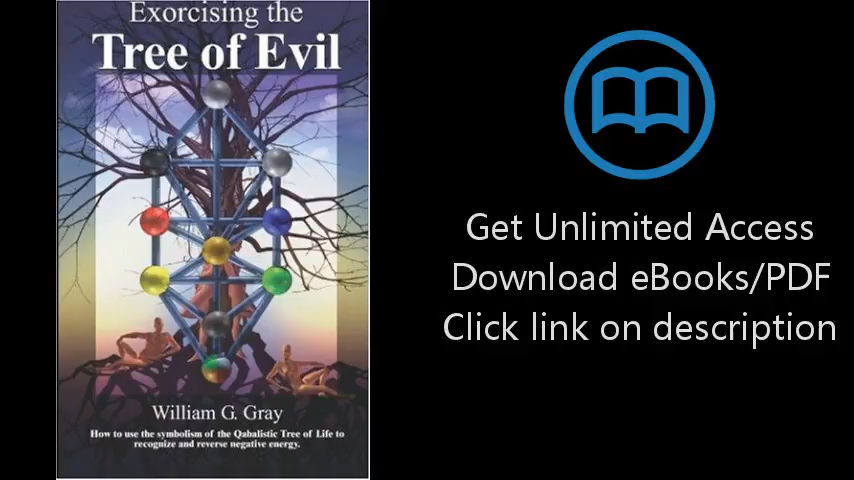 Exorcising the
Tree of Evil
William G. Gray
How to use the symbolism of the Qabalistic Tree of Life to
recognize and reverse negative energy.
Get Unlimited Access
Download eBooks/PDF
Click link on description